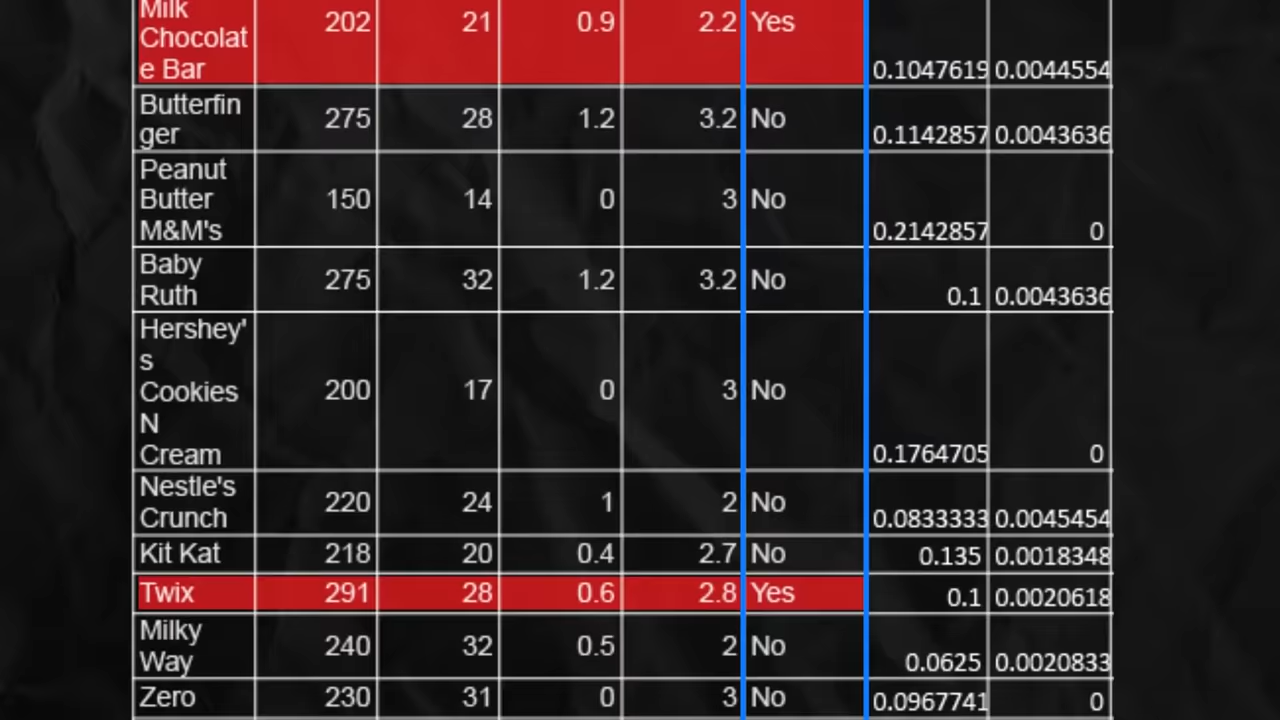 Milk
Chocolat
e Bar 202 21 0.9 2.2 Yes 0.1047619 0.0044554
Butterfin
ger 275 28 1.2 3.2 No 0.1142857 0.0043636
Peanut
Butter
M&M's 150 14 0 3 No 0.2142857 0
Baby
Ruth 275 32 1.2 3.2 No 0.1 0.0043636
Hershey'
s
Cookies
N
Cream 200 17 0 3 No 0.1764705 0
Nestle's
Crunch 220 24 1 2 No 0.0833333 0.0045454
Kit Kat 218 20 0.4 2.7 No 0.135 0.0018348
Twix 291 28 0.6 2.8 Yes 0.1 0.0020618
Milky
Way 240 32 0.5 2 No 0.0625 0.0020833
Zero 230 31 0 3 No 0.0967741 0